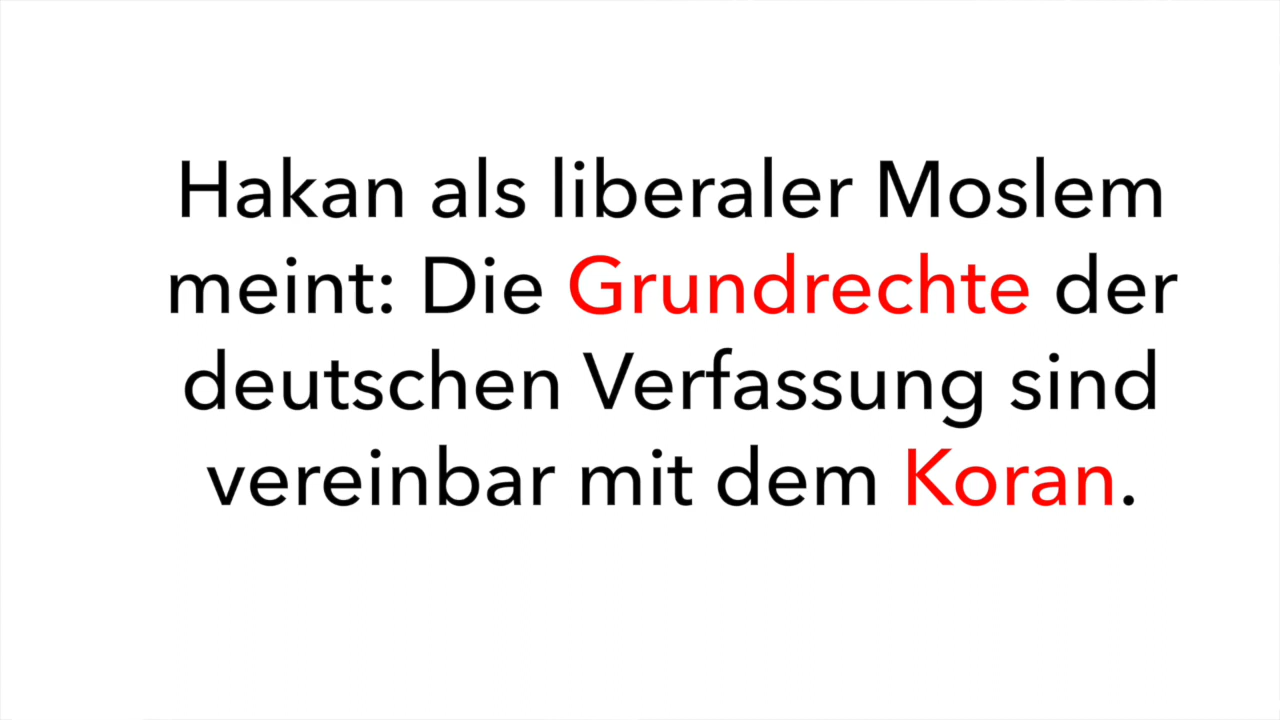 Hakan als liberaler Moslem
meint: Die Grundrechte der
deutschen Verfassung sind
vereinbar mit dem Koran.